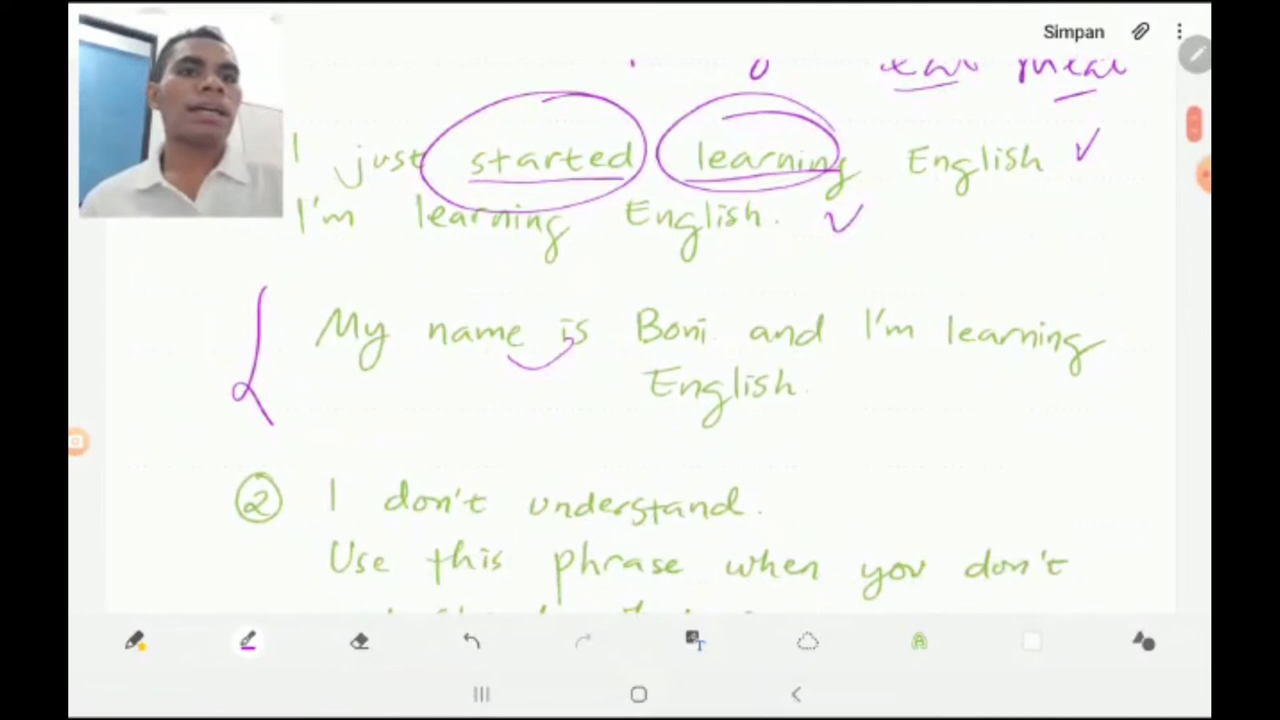 Simpan
I just started learning English
I'm learning English.
My name is Boni and I'm learning
English.
2 I don't understand.
Use this phrase when you don't